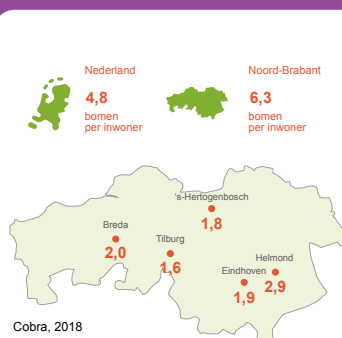 Nederland
4,8
bomen
per inwoner
Noord-Brabant
6,3
bomen
per inwoner
's-Hertogenbosch
1,8
Breda
2,0
Tilburg
1,6
Helmond
2,9
Eindhoven
1,9
Cobra, 2018